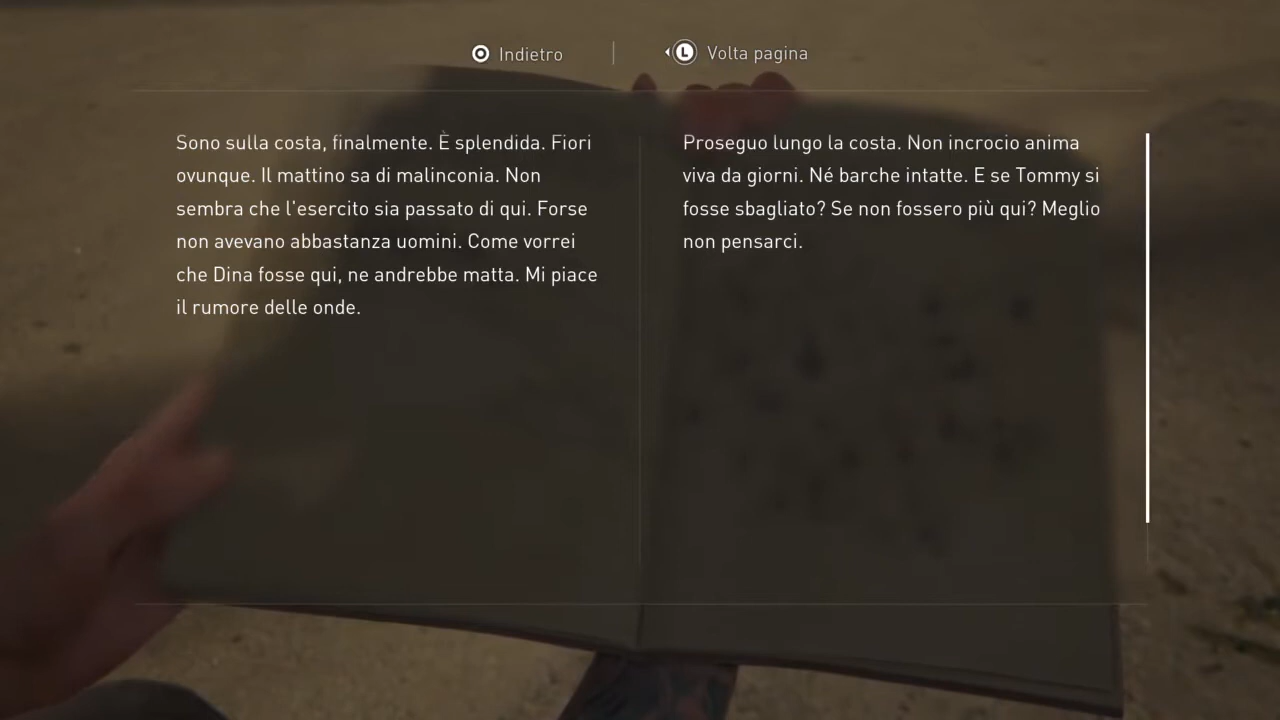 Indietro
L Volta pagina
Sono sulla costa, finalmente. È splendida. Fiori
ovunque. Il mattino sa di malinconia. Non
sembra che l'esercito sia passato di qui. Forse
non avevano abbastanza uomini. Come vorrei
che Dina fosse qui, ne andrebbe matta. Mi piace
il rumore delle onde.
Proseguo lungo la costa. Non incrocio anima
viva da giorni. Né barche intatte. E se Tommy si
fosse sbagliato? Se non fossero più qui? Meglio
non pensarci.